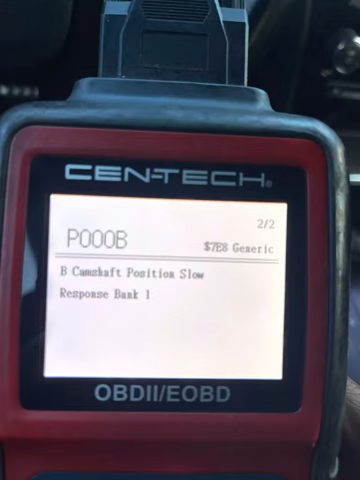 CEN-TECH®
2/2
P000B $7E8 Generic
B Camshaft Position Slow
Response Bank 1
OBDII/EOBD